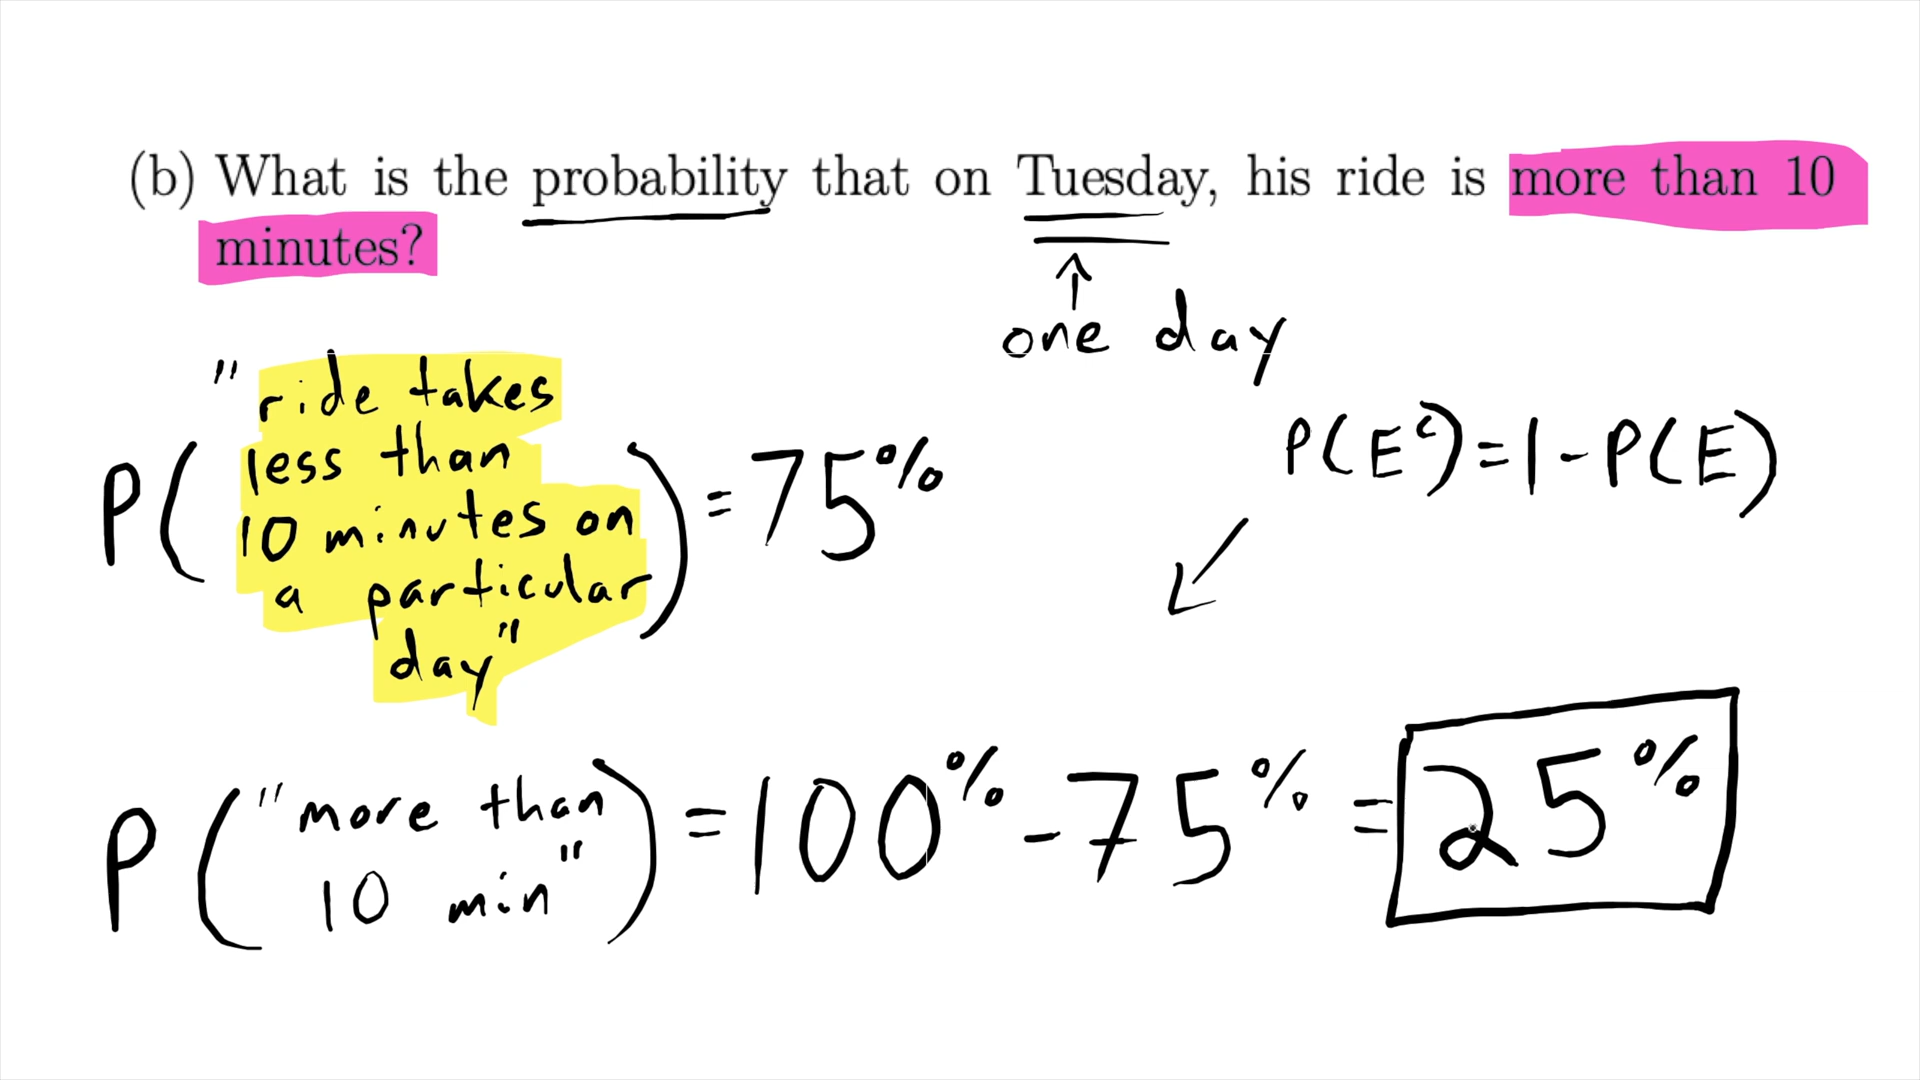 (b) What is the probability that on Tuesday, his ride is more than 10
minutes?
one day
P(E^c)=1-P(E)
P("ride takes
less than
10 minutes on
a particular
day")=75%
P("more than
10 min")=100%-75%=25%